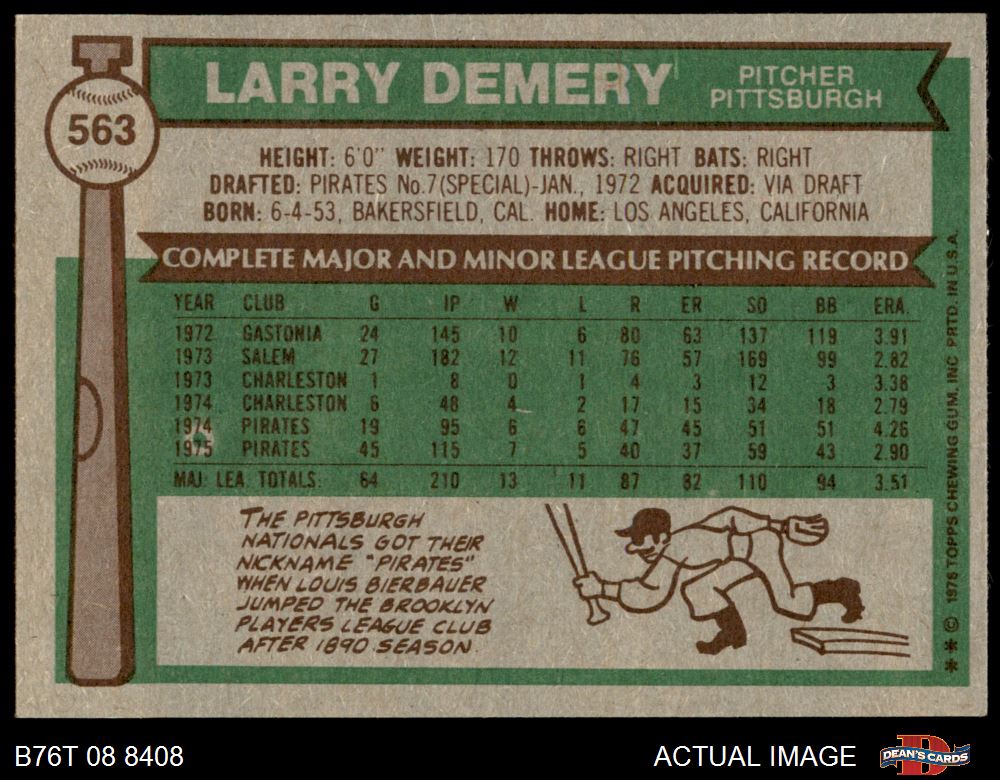 LARRY DEMERY
PITCHER
PITTSBURGH
563
HEIGHT: 6'0" WEIGHT: 170 THROWS: RIGHT BATS: RIGHT
DRAFTED: PIRATES No.7(SPECIAL)-JAN., 1972 ACQUIRED: VIA DRAFT
BORN: 6-4-53, BAKERSFIELD, CAL. HOME: LOS ANGELES, CALIFORNIA
COMPLETE MAJOR AND MINOR LEAGUE PITCHING RECORD
YEAR CLUB G IP W L R ER SO BB ERA.
1972 GASTONIA 24 145 10 6 80 63 137 119 3.91
1973 SALEM 27 182 12 11 76 57 169 99 2.82
1973 CHARLESTON 1 8 0 1 4 3 12 3 3.38
1974 CHARLESTON 6 48 4 2 17 15 34 18 2.79
1974 PIRATES 19 95 6 6 47 45 51 51 4.26
1975 PIRATES 45 115 7 5 40 37 59 43 2.90
MAJ. LEA. TOTALS: 64 210 13 11 87 82 110 94 3.51
THE PITTSBURGH
NATIONALS GOT THEIR
NICKNAME "PIRATES"
WHEN LOUIS BIERBAUER
JUMPED THE BROOKLYN
PLAYERS LEAGUE CLUB
AFTER 1890 SEASON.
** © 1976 TOPPS CHEWING GUM, INC. PRTD. IN U.S.A.
B76T 08 8408
ACTUAL IMAGE
DEAN'S CARDS